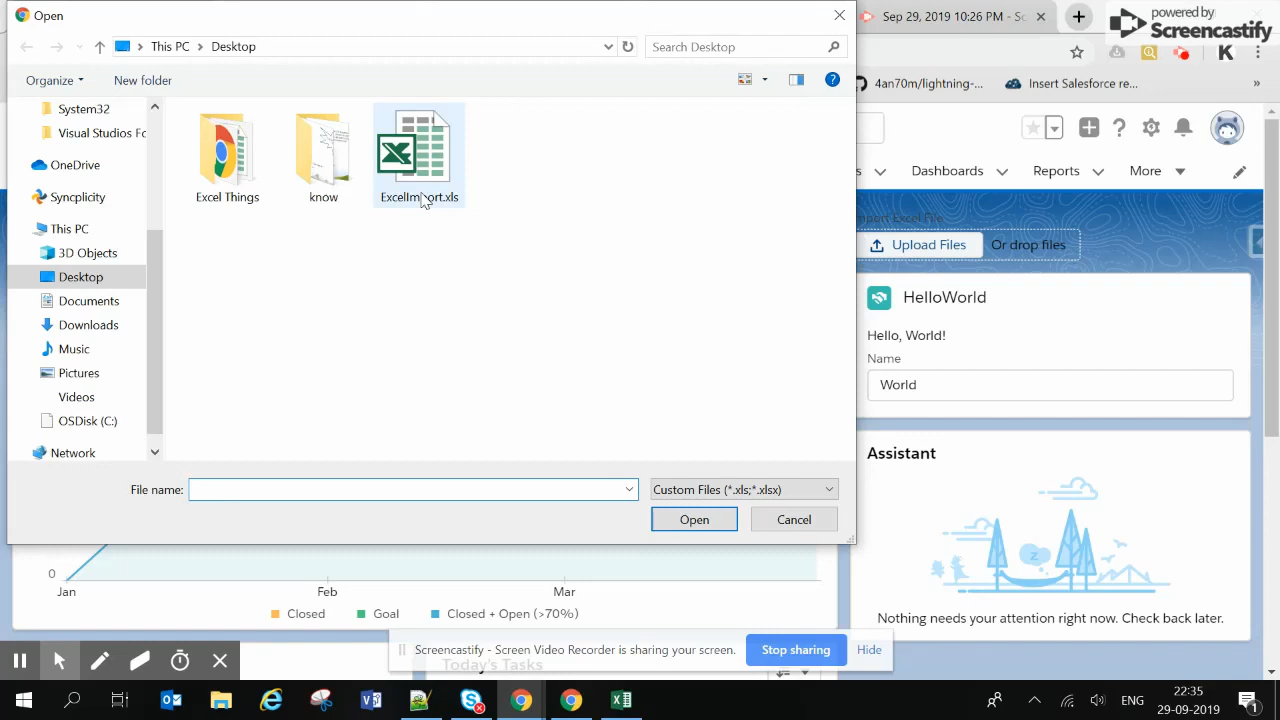 Open
Sep 29, 2019 10:26 PM - Sc
powered by
Screencastify
This PC
Desktop
Search Desktop
Organize
New folder
4an70m/lightning-...
Insert Salesforce re...
»
System32
Visual Studios Fo
OneDrive
Syncplicity
This PC
3D Objects
Desktop
Documents
Downloads
Music
Pictures
Videos
OSDisk (C:)
Network
Excel Things
know
ExcelImport.xls
Dashboards
Reports
More
mport Excel File
Upload Files
Or drop files
HelloWorld
Hello, World!
Name
World
Assistant
z
Nothing needs your attention right now. Check back later.
File name:
Custom Files (*.xls;*.xlsx)
Open
Cancel
0
Jan
Feb
Mar
Closed
Goal
Closed + Open (>70%)
Screencastify - Screen Video Recorder is sharing your screen.
Stop sharing
Hide
Today's Tasks
ENG
22:35
29-09-2019
1